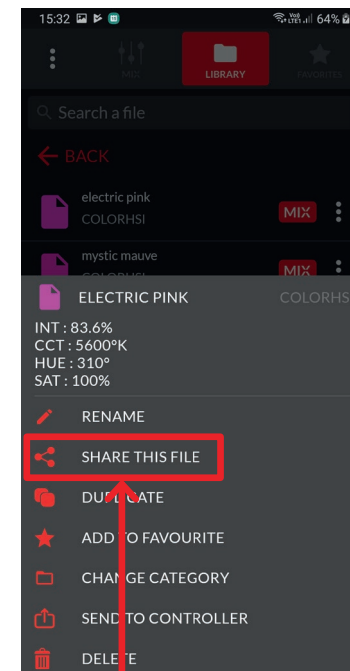 15:32
64%
MIX
LIBRARY
FAVORITES
Search a file
BACK
electric pink
COLORHSI
MIX
mystic mauve
COLORHSI
MIX
ELECTRIC PINK
COLORHS
INT : 83.6%
CCT : 5600°K
HUE : 310°
SAT : 100%
RENAME
SHARE THIS FILE
DUPLICATE
ADD TO FAVOURITE
CHANGE CATEGORY
SEND TO CONTROLLER
DELETE